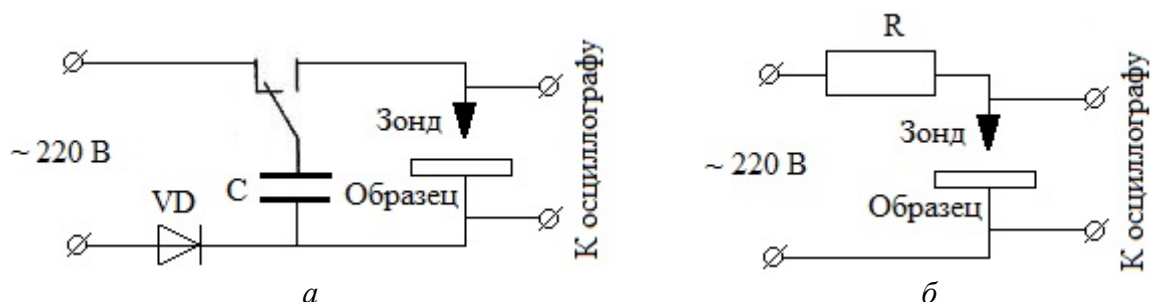 ~ 220 В
VD
C
Зонд
Образец
К осциллографу
а
R
~ 220 В
Зонд
Образец
К осциллографу
б